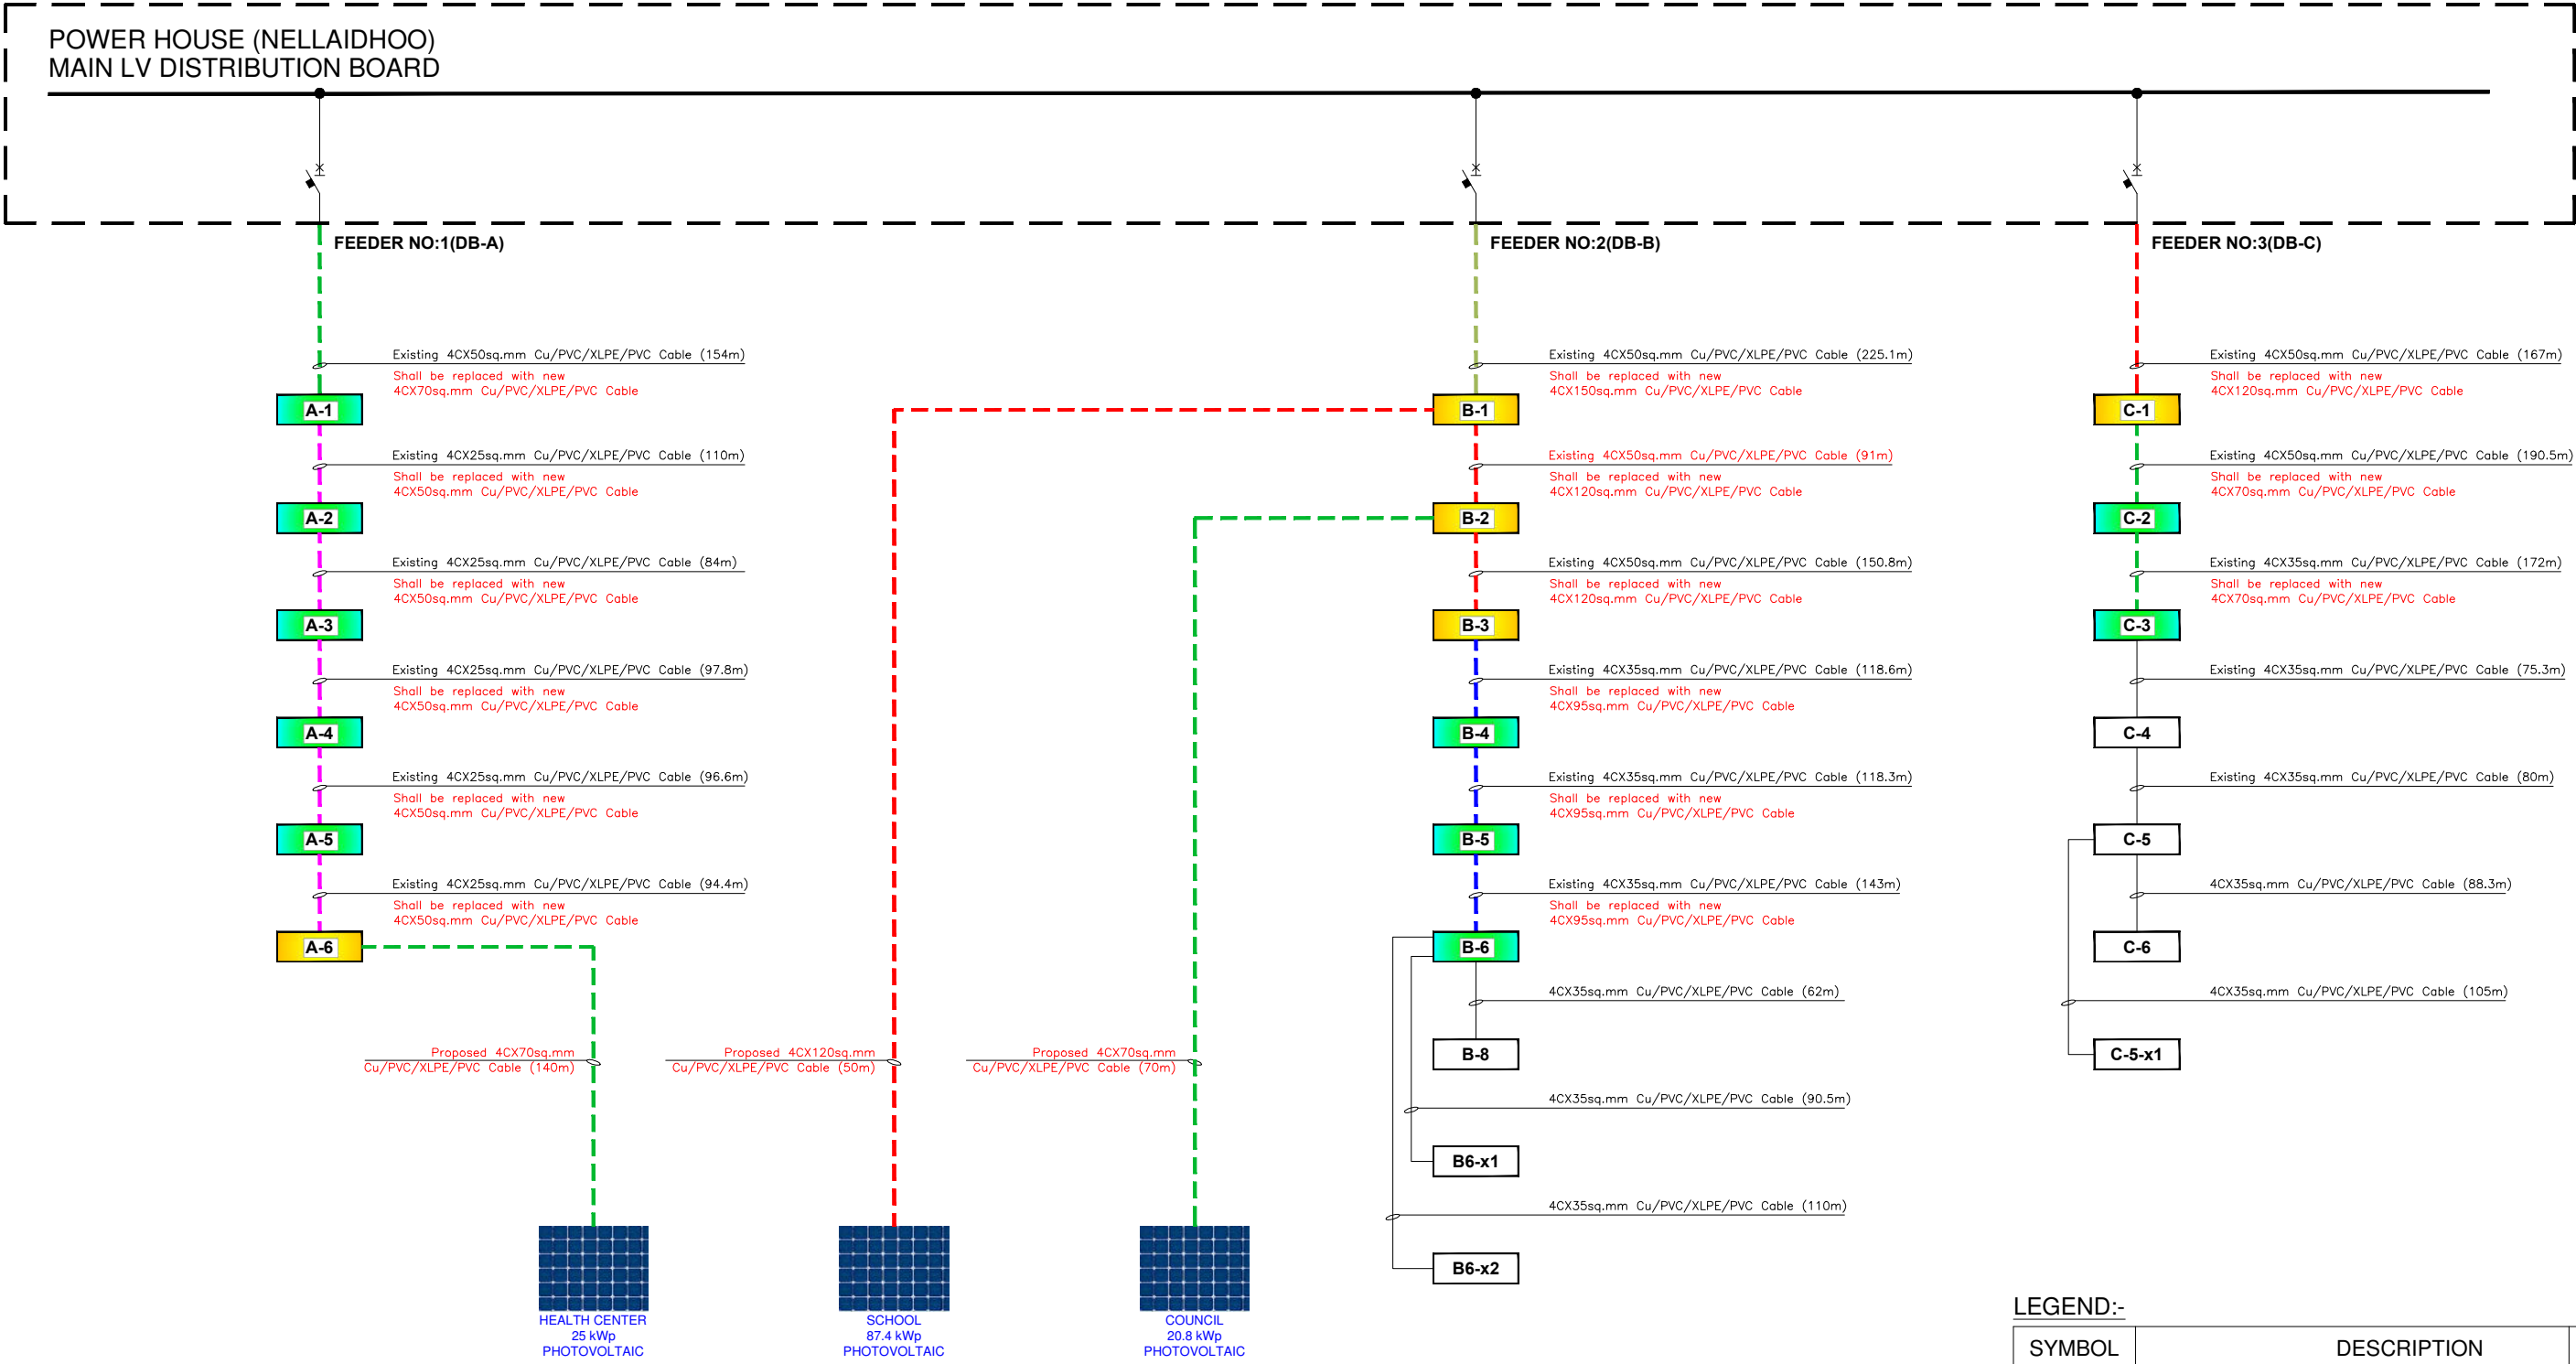 POWER HOUSE (NELLAIDHOO)
MAIN LV DISTRIBUTION BOARD
FEEDER NO:1(DB-A)
Existing 4CX50sq.mm Cu/PVC/XLPE/PVC Cable (154m)
Shall be replaced with new
4CX70sq.mm Cu/PVC/XLPE/PVC Cable
A-1
Existing 4CX25sq.mm Cu/PVC/XLPE/PVC Cable (110m)
Shall be replaced with new
4CX50sq.mm Cu/PVC/XLPE/PVC Cable
A-2
Existing 4CX25sq.mm Cu/PVC/XLPE/PVC Cable (84m)
Shall be replaced with new
4CX50sq.mm Cu/PVC/XLPE/PVC Cable
A-3
Existing 4CX25sq.mm Cu/PVC/XLPE/PVC Cable (97.8m)
Shall be replaced with new
4CX50sq.mm Cu/PVC/XLPE/PVC Cable
A-4
Existing 4CX25sq.mm Cu/PVC/XLPE/PVC Cable (96.6m)
Shall be replaced with new
4CX50sq.mm Cu/PVC/XLPE/PVC Cable
A-5
Existing 4CX25sq.mm Cu/PVC/XLPE/PVC Cable (94.4m)
Shall be replaced with new
4CX50sq.mm Cu/PVC/XLPE/PVC Cable
A-6
Proposed 4CX70sq.mm
Cu/PVC/XLPE/PVC Cable (140m)
HEALTH CENTER
25 kWp
PHOTOVOLTAIC
Proposed 4CX120sq.mm
Cu/PVC/XLPE/PVC Cable (50m)
SCHOOL
87.4 kWp
PHOTOVOLTAIC
Proposed 4CX70sq.mm
Cu/PVC/XLPE/PVC Cable (70m)
COUNCIL
20.8 kWp
PHOTOVOLTAIC
FEEDER NO:2(DB-B)
Existing 4CX50sq.mm Cu/PVC/XLPE/PVC Cable (225.1m)
Shall be replaced with new
4CX150sq.mm Cu/PVC/XLPE/PVC Cable
B-1
Existing 4CX50sq.mm Cu/PVC/XLPE/PVC Cable (91m)
Shall be replaced with new
4CX120sq.mm Cu/PVC/XLPE/PVC Cable
B-2
Existing 4CX50sq.mm Cu/PVC/XLPE/PVC Cable (150.8m)
Shall be replaced with new
4CX120sq.mm Cu/PVC/XLPE/PVC Cable
B-3
Existing 4CX35sq.mm Cu/PVC/XLPE/PVC Cable (118.6m)
Shall be replaced with new
4CX95sq.mm Cu/PVC/XLPE/PVC Cable
B-4
Existing 4CX35sq.mm Cu/PVC/XLPE/PVC Cable (118.3m)
Shall be replaced with new
4CX95sq.mm Cu/PVC/XLPE/PVC Cable
B-5
Existing 4CX35sq.mm Cu/PVC/XLPE/PVC Cable (143m)
Shall be replaced with new
4CX95sq.mm Cu/PVC/XLPE/PVC Cable
B-6
4CX35sq.mm Cu/PVC/XLPE/PVC Cable (62m)
B-8
4CX35sq.mm Cu/PVC/XLPE/PVC Cable (90.5m)
B6-x1
4CX35sq.mm Cu/PVC/XLPE/PVC Cable (110m)
B6-x2
FEEDER NO:3(DB-C)
Existing 4CX50sq.mm Cu/PVC/XLPE/PVC Cable (167m)
Shall be replaced with new
4CX120sq.mm Cu/PVC/XLPE/PVC Cable
C-1
Existing 4CX50sq.mm Cu/PVC/XLPE/PVC Cable (190.5m)
Shall be replaced with new
4CX70sq.mm Cu/PVC/XLPE/PVC Cable
C-2
Existing 4CX35sq.mm Cu/PVC/XLPE/PVC Cable (172m)
Shall be replaced with new
4CX70sq.mm Cu/PVC/XLPE/PVC Cable
C-3
Existing 4CX35sq.mm Cu/PVC/XLPE/PVC Cable (75.3m)
C-4
Existing 4CX35sq.mm Cu/PVC/XLPE/PVC Cable (80m)
C-5
4CX35sq.mm Cu/PVC/XLPE/PVC Cable (88.3m)
C-6
4CX35sq.mm Cu/PVC/XLPE/PVC Cable (105m)
C-5-x1
LEGEND:-
SYMBOL DESCRIPTION